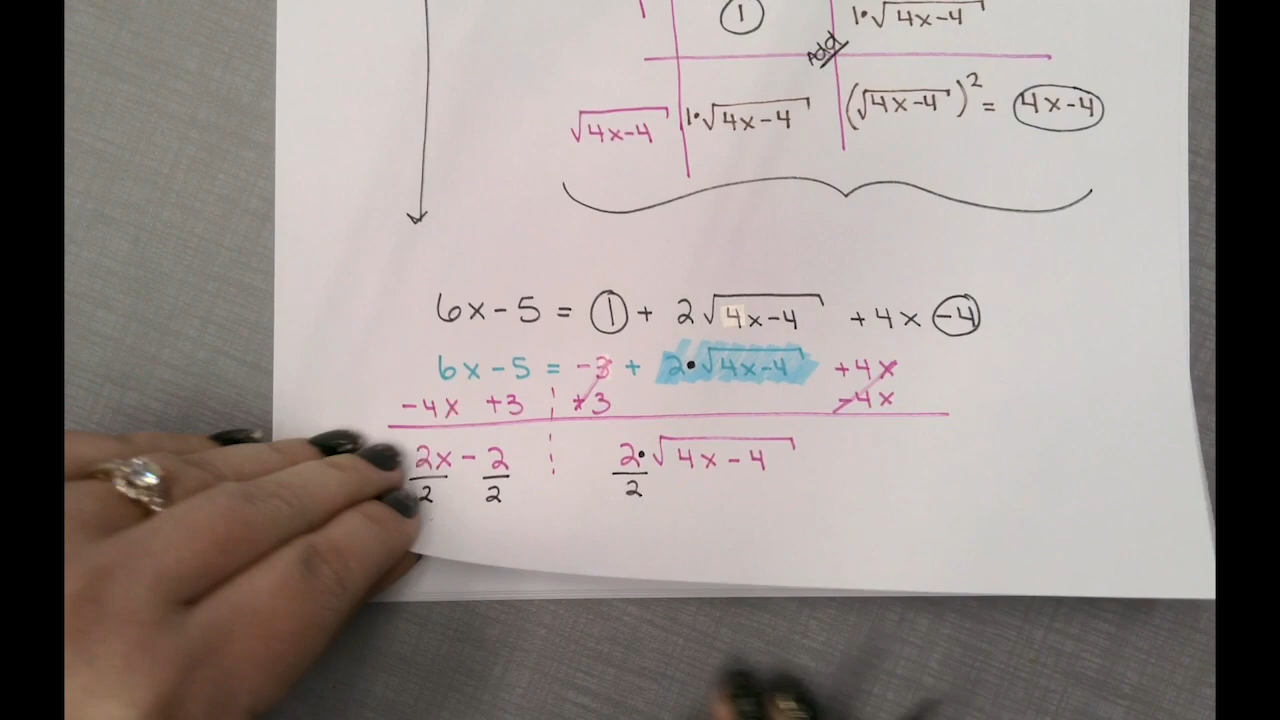 1 1·√4x-4
Add
√4x-4 1·√4x-4 (√4x-4)² = 4x-4
6x-5 = 1 + 2√4x-4 +4x -4
6x-5 = -3 + 2·√4x-4 +4x
-4x +3 +3 -4x
2x - 2 2·√4x-4
2 2 2